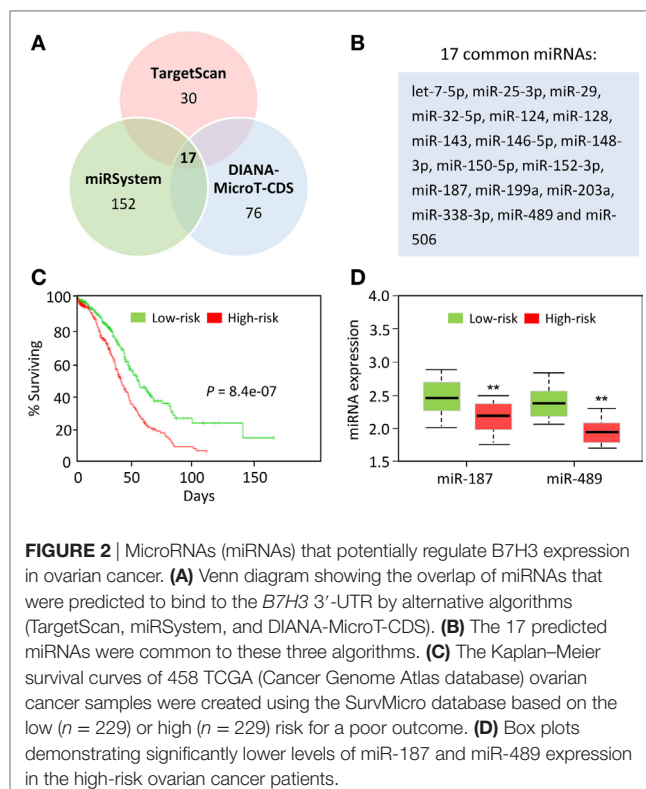 A
TargetScan
30
17
miRSystem
152
DIANA-
MicroT-CDS
76
B
17 common miRNAs:
let-7-5p, miR-25-3p, miR-29,
miR-32-5p, miR-124, miR-128,
miR-143, miR-146-5p, miR-148-
3p, miR-150-5p, miR-152-3p,
miR-187, miR-199a, miR-203a,
miR-338-3p, miR-489 and miR-
506
C
% Surviving
100
80
60
40
20
0
Low-risk High-risk
P = 8.4e-07
0 50 100 150
Days
D
miRNA expression
4.0
3.5
3.0
2.5
2.0
1.5
Low-risk High-risk
**
**
miR-187 miR-489
FIGURE 2 | MicroRNAs (miRNAs) that potentially regulate B7H3 expression
in ovarian cancer. (A) Venn diagram showing the overlap of miRNAs that
were predicted to bind to the B7H3 3′-UTR by alternative algorithms
(TargetScan, miRSystem, and DIANA-MicroT-CDS). (B) The 17 predicted
miRNAs were common to these three algorithms. (C) The Kaplan–Meier
survival curves of 458 TCGA (Cancer Genome Atlas database) ovarian
cancer samples were created using the SurvMicro database based on the
low (n = 229) or high (n = 229) risk for a poor outcome. (D) Box plots
demonstrating significantly lower levels of miR-187 and miR-489 expression
in the high-risk ovarian cancer patients.